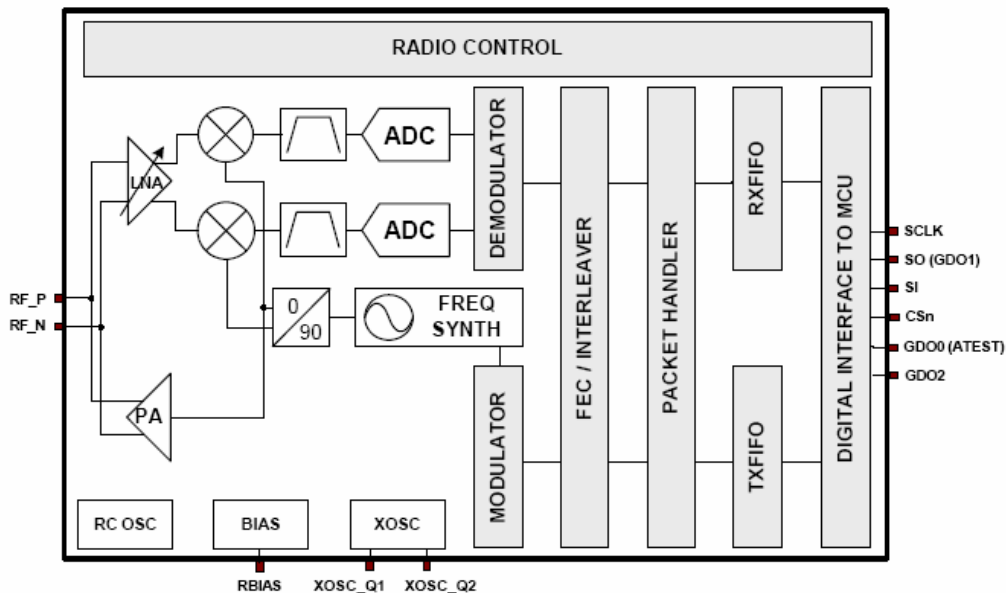 RADIO CONTROL
LNA
ADC
ADC
DEMODULATOR
FEC / INTERLEAVER
PACKET HANDLER
RXFIFO
DIGITAL INTERFACE TO MCU
SCLK
SO (GDO1)
SI
CSn
GDO0 (ATEST)
GDO2
RF_P
RF_N
0
90
FREQ
SYNTH
PA
MODULATOR
TXFIFO
RC OSC
BIAS
XOSC
RBIAS
XOSC_Q1
XOSC_Q2